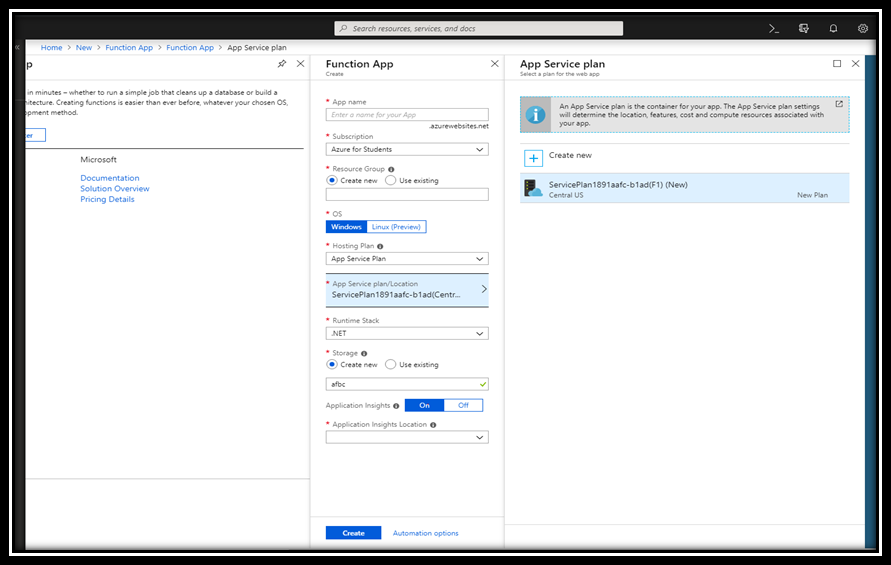 Search resources, services, and docs
Home > New > Function App > Function App > App Service plan
p
in minutes – whether to run a simple job that cleans up a database or build a
chitecture. Creating functions is easier than ever before, whatever your chosen OS,
opment method.
er
Microsoft
Documentation
Solution Overview
Pricing Details
Function App
Create
* App name
Enter a name for your App
.azurewebsites.net
* Subscription
Azure for Students
* Resource Group
Create new Use existing
* OS
Windows Linux (Preview)
* Hosting Plan
App Service Plan
* App Service plan/Location
ServicePlan1891aafc-b1ad(Centr...
* Runtime Stack
.NET
* Storage
Create new Use existing
afbc
Application Insights On Off
* Application Insights Location
Create Automation options
App Service plan
Select a plan for the web app
An App Service plan is the container for your app. The App Service plan settings
will determine the location, features, cost and compute resources associated with
your app.
Create new
ServicePlan1891aafc-b1ad(F1) (New)
Central US New Plan